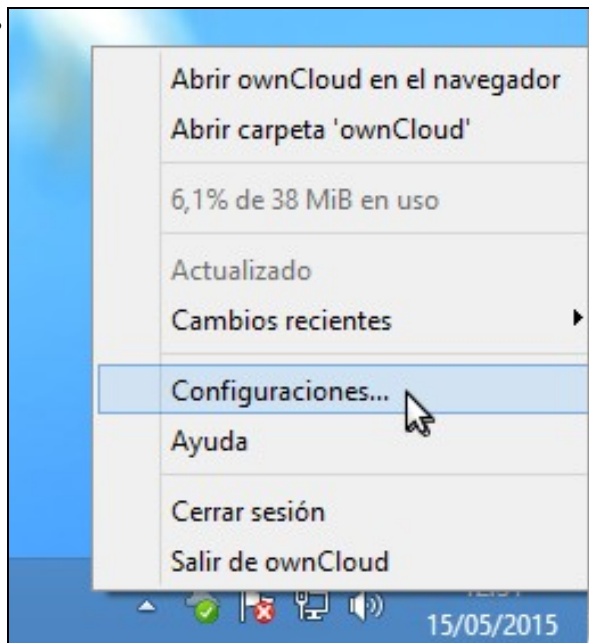 Abrir ownCloud en el navegador
Abrir carpeta 'ownCloud'
6,1% de 38 MiB en uso
Actualizado
Cambios recientes
Configuraciones...
Ayuda
Cerrar sesión
Salir de ownCloud
15/05/2015